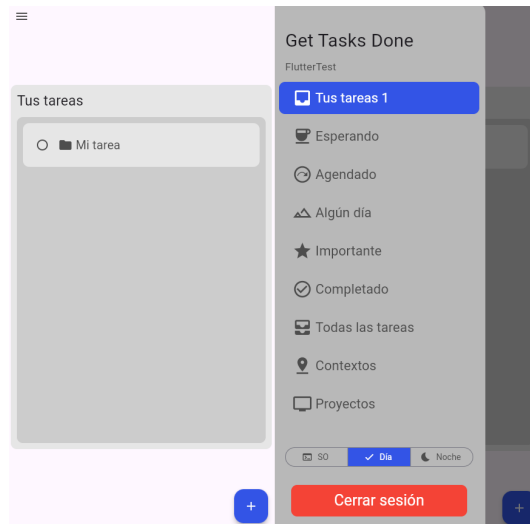 Tus tareas
Mi tarea
+
Get Tasks Done
FlutterTest
Tus tareas 1
Esperando
Agendado
Algún día
Importante
Completado
Todas las tareas
Contextos
Proyectos
SO Día Noche
Cerrar sesión
+